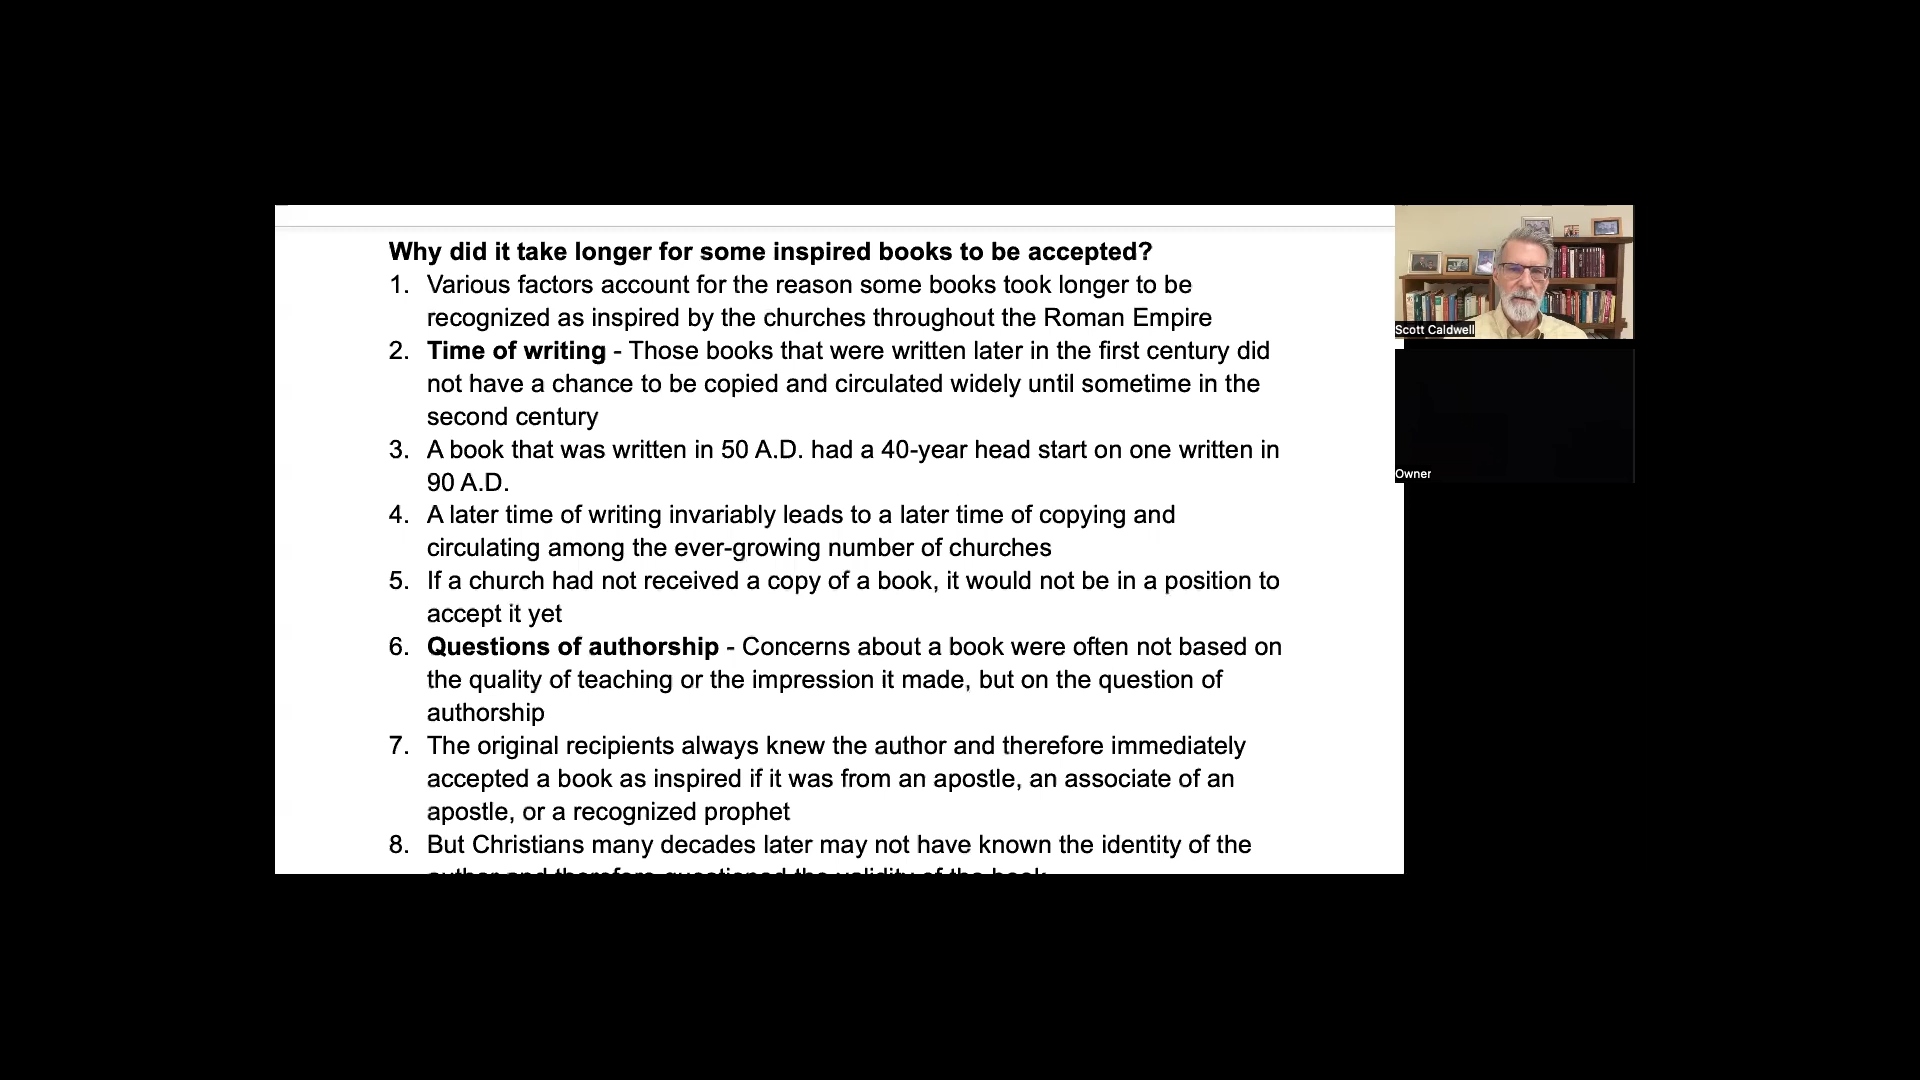 Why did it take longer for some inspired books to be accepted?
1. Various factors account for the reason some books took longer to be
recognized as inspired by the churches throughout the Roman Empire
2. Time of writing - Those books that were written later in the first century did
not have a chance to be copied and circulated widely until sometime in the
second century
3. A book that was written in 50 A.D. had a 40-year head start on one written in
90 A.D.
4. A later time of writing invariably leads to a later time of copying and
circulating among the ever-growing number of churches
5. If a church had not received a copy of a book, it would not be in a position to
accept it yet
6. Questions of authorship - Concerns about a book were often not based on
the quality of teaching or the impression it made, but on the question of
authorship
7. The original recipients always knew the author and therefore immediately
accepted a book as inspired if it was from an apostle, an associate of an
apostle, or a recognized prophet
8. But Christians many decades later may not have known the identity of the
author and therefore questioned the validity of the book
Scott Caldwell
Owner